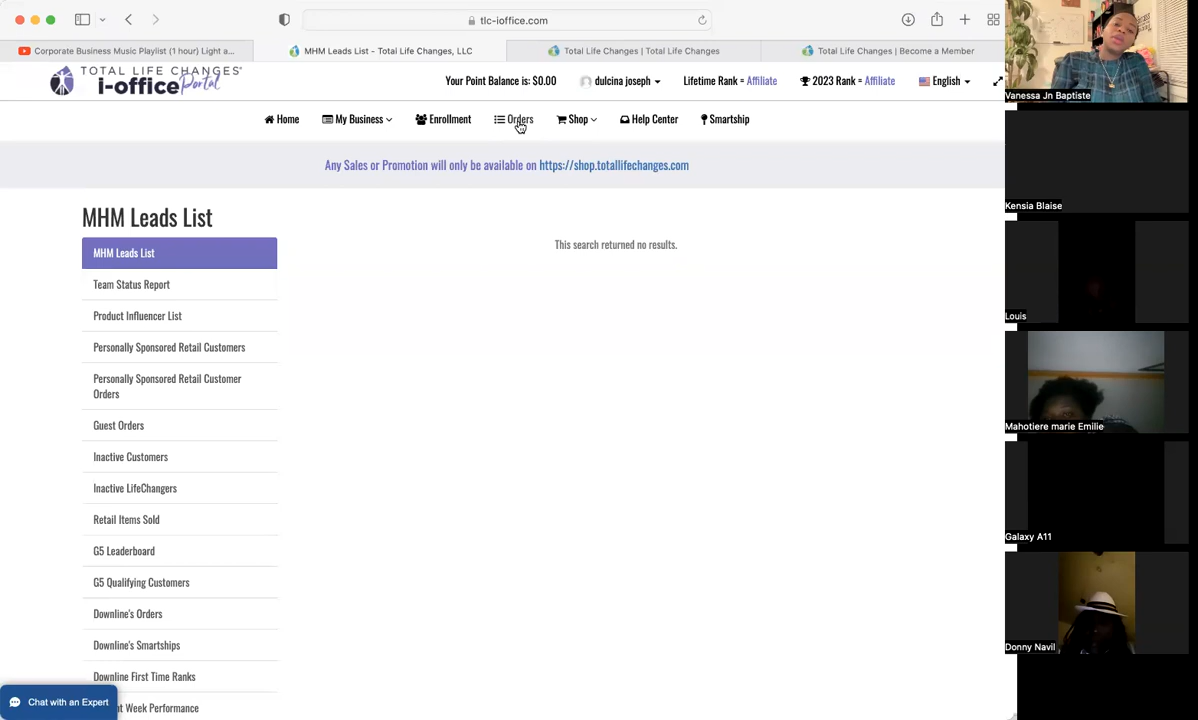 tlc-ioffice.com
Corporate Business Music Playlist (1 hour) Light a...
MHM Leads List - Total Life Changes, LLC
Total Life Changes | Total Life Changes
Total Life Changes | Become a Member
TOTAL LIFE CHANGES®
i-office Portal
Your Point Balance is: $0.00
dulcina joseph
Lifetime Rank = Affiliate
2023 Rank = Affiliate
English
Home
My Business
Enrollment
Orders
Shop
Help Center
Smartship
Any Sales or Promotion will only be available on https://shop.totallifechanges.com
MHM Leads List
This search returned no results.
MHM Leads List
Team Status Report
Product Influencer List
Personally Sponsored Retail Customers
Personally Sponsored Retail Customer
Orders
Guest Orders
Inactive Customers
Inactive LifeChangers
Retail Items Sold
G5 Leaderboard
G5 Qualifying Customers
Downline's Orders
Downline's Smartships
Downline First Time Ranks
nt Week Performance
Chat with an Expert
Vanessa Jn Baptiste
Kensia Blaise
Louis
Mahotiere marie Emilie
Galaxy A11
Donny Navil